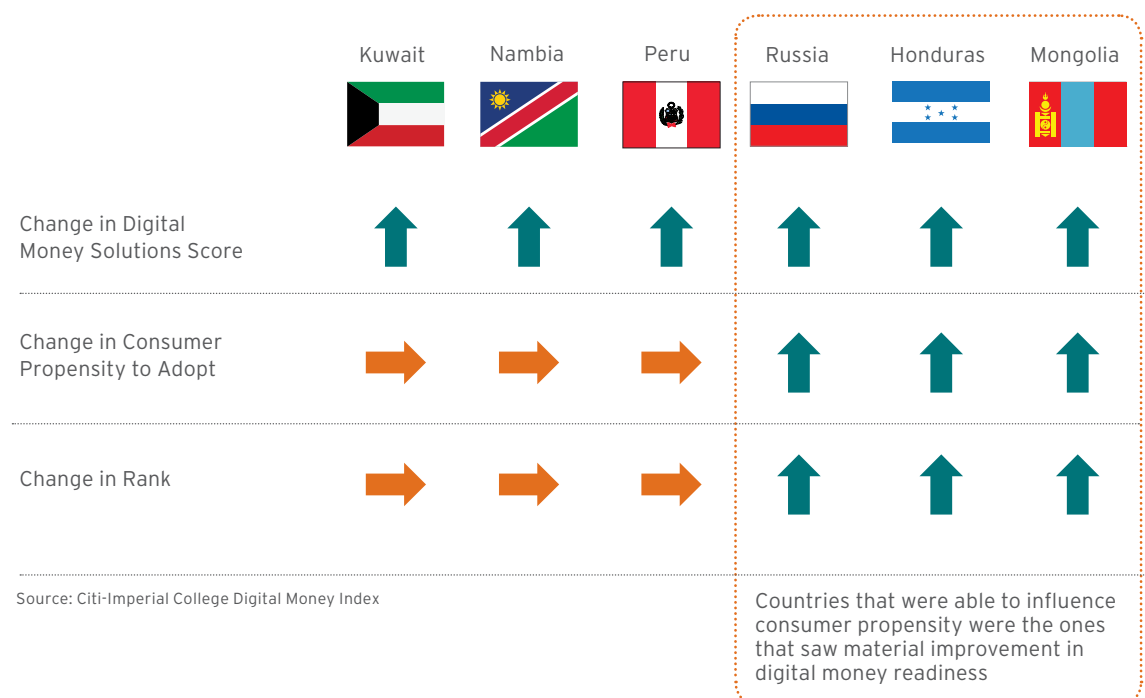 Kuwait
Nambia
Peru
Russia
Honduras
Mongolia
Change in Digital
Money Solutions Score
Change in Consumer
Propensity to Adopt
Change in Rank
Source: Citi-Imperial College Digital Money Index
Countries that were able to influence
consumer propensity were the ones
that saw material improvement in
digital money readiness